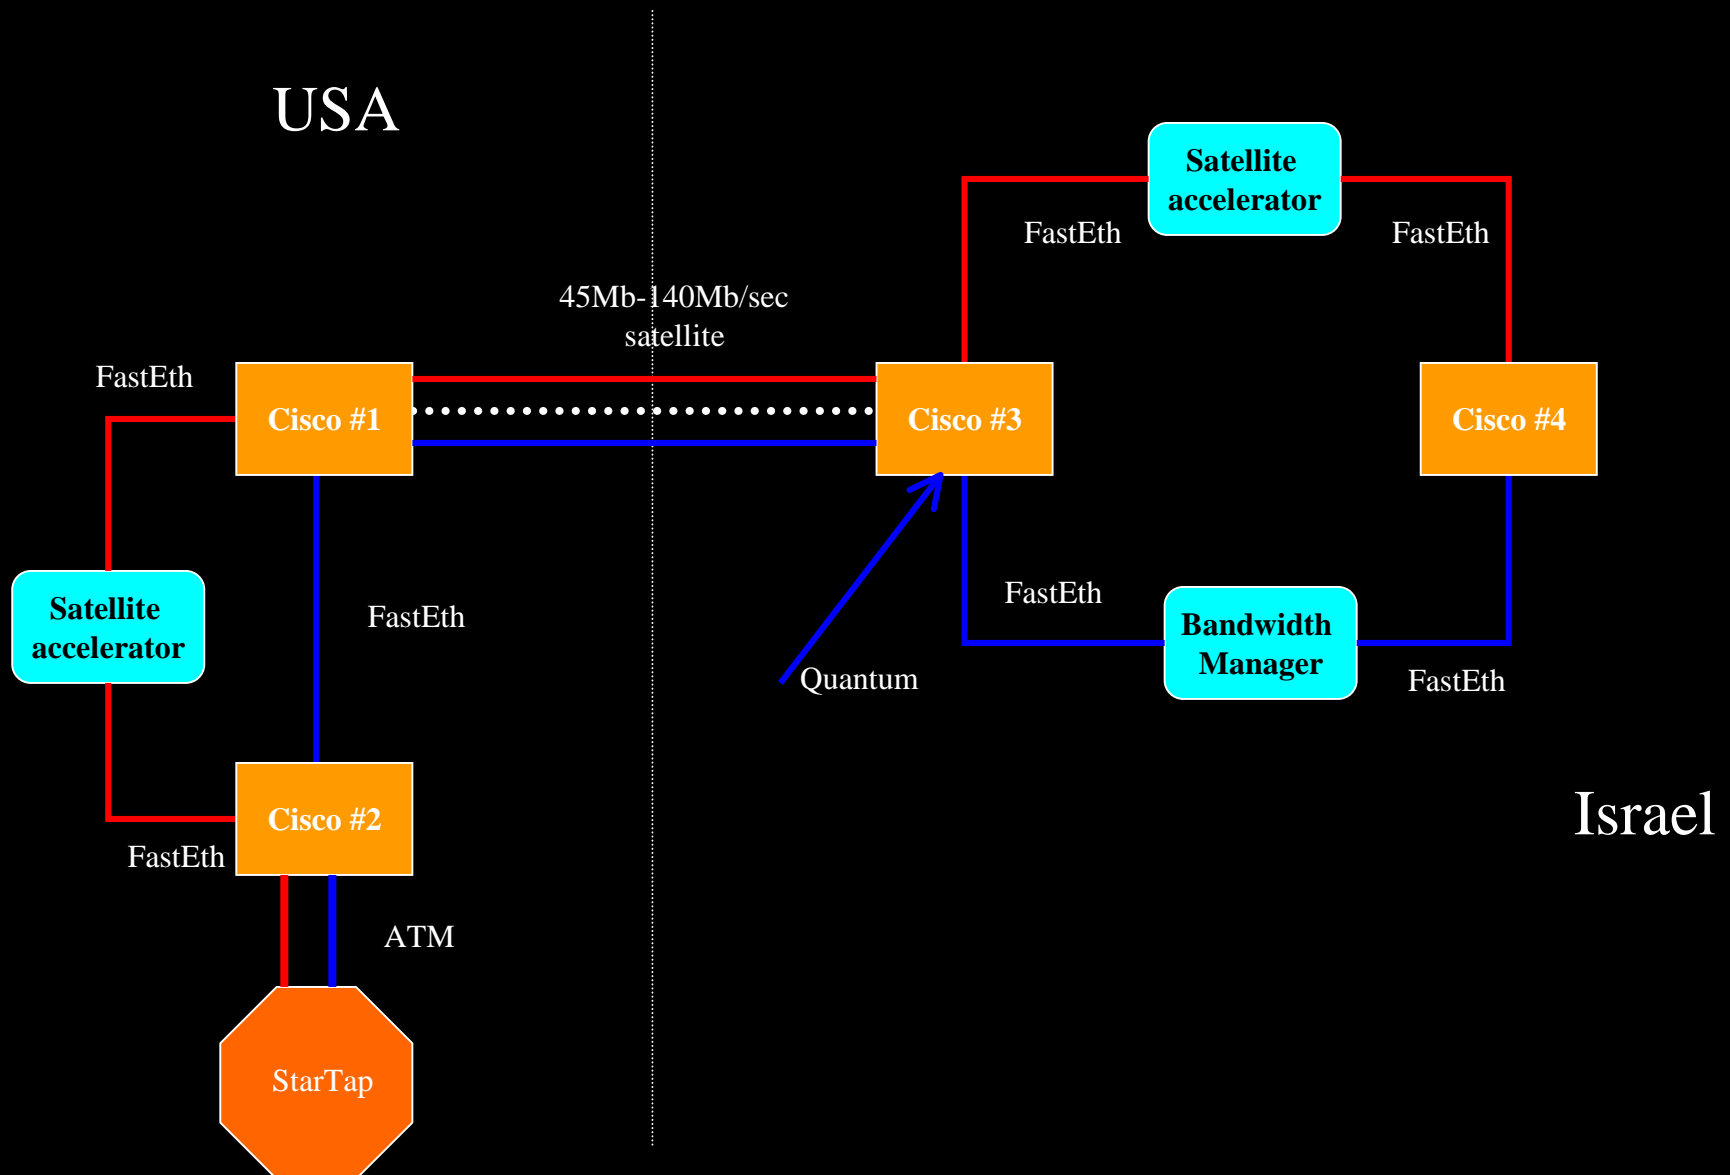 USA
Satellite
accelerator
FastEth
FastEth
45Mb-140Mb/sec
satellite
FastEth
Cisco #1
Cisco #3
Cisco #4
Satellite
accelerator
FastEth
FastEth
Bandwidth
Manager
Quantum
FastEth
Cisco #2
Israel
FastEth
ATM
StarTap